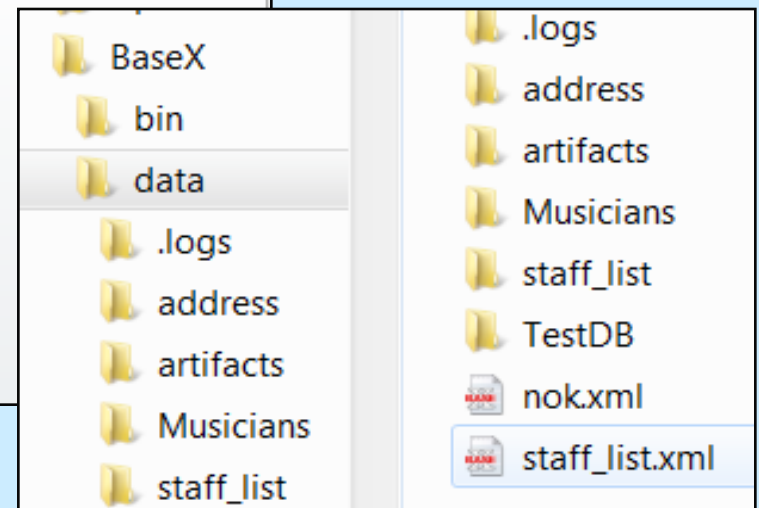 BaseX
bin
data
.logs
address
artifacts
Musicians
staff_list
.logs
address
artifacts
Musicians
staff_list
TestDB
nok.xml
staff_list.xml